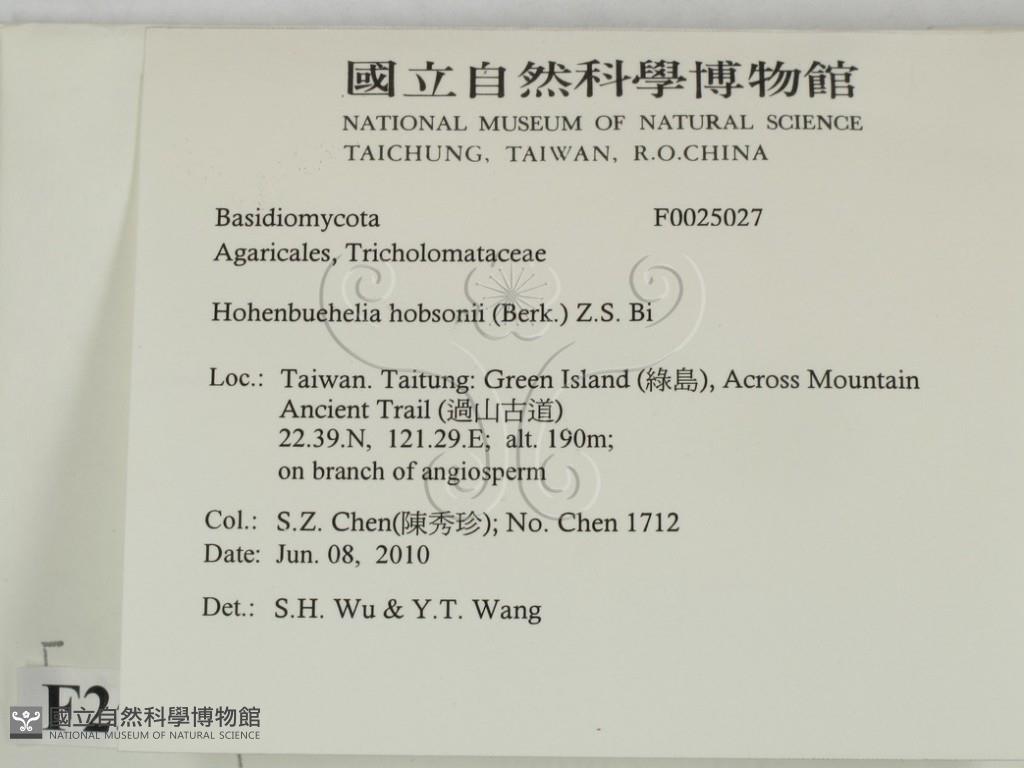 國立自然科學博物館
NATIONAL MUSEUM OF NATURAL SCIENCE
TAICHUNG, TAIWAN, R.O.CHINA
Basidiomycota F0025027
Agaricales, Tricholomataceae
Hohenbuehelia hobsonii (Berk.) Z.S. Bi
Loc.: Taiwan. Taitung: Green Island (綠島), Across Mountain
Ancient Trail (過山古道)
22.39.N, 121.29.E; alt. 190m;
on branch of angiosperm
Col.: S.Z. Chen(陳秀珍); No. Chen 1712
Date: Jun. 08, 2010
Det.: S.H. Wu & Y.T. Wang
F2
國立自然科學博物館
NATIONAL MUSEUM OF NATURAL SCIENCE